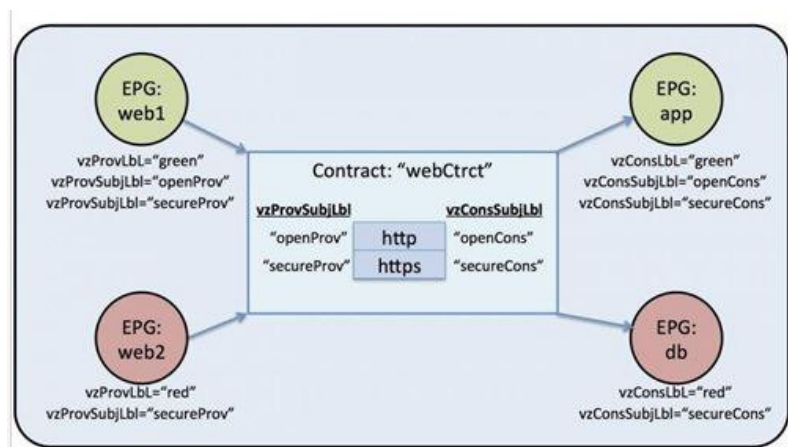 EPG:
web1
vzProvLbL=“green”
vzProvSubjLbl=“openProv”
vzProvSubjLbl=“secureProv”
EPG:
app
vzConsLbL=“green”
vzConsSubjLbl=“openCons”
vzConsSubjLbl=“secureCons”
Contract: “webCtrct”
vzProvSubjLbl vzConsSubjLbl
“openProv” http “openCons”
“secureProv” https “secureCons”
EPG:
web2
vzProvLbL=“red”
vzProvSubjLbl=“secureProv”
EPG:
db
vzConsLbL=“red”
vzConsSubjLbl=“secureCons”